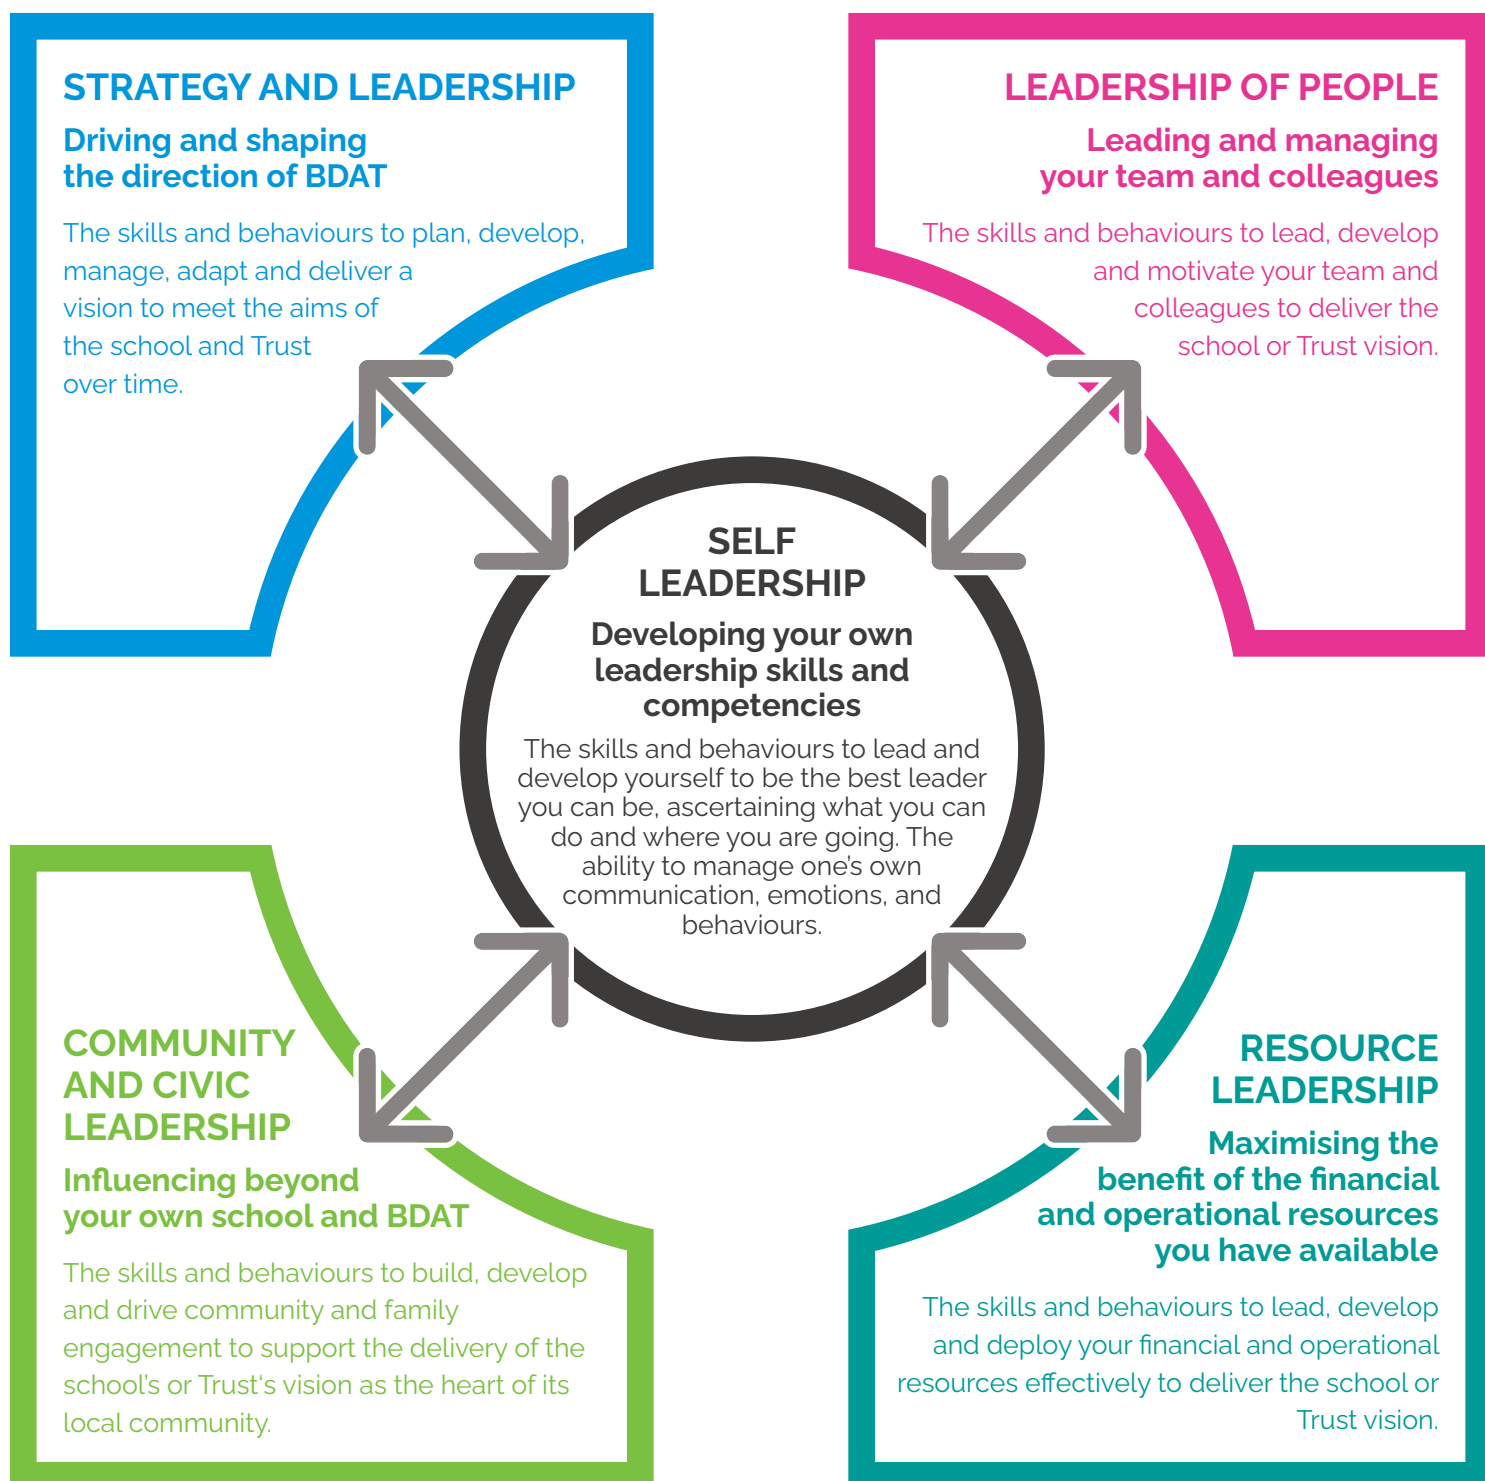 STRATEGY AND LEADERSHIP
Driving and shaping
the direction of BDAT
The skills and behaviours to plan, develop,
manage, adapt and deliver a
vision to meet the aims of
the school and Trust
over time.
LEADERSHIP OF PEOPLE
Leading and managing
your team and colleagues
The skills and behaviours to lead, develop
and motivate your team and
colleagues to deliver the
school or Trust vision.
SELF
LEADERSHIP
Developing your own
leadership skills and
competencies
The skills and behaviours to lead and
develop yourself to be the best leader
you can be, ascertaining what you can
do and where you are going. The
ability to manage one’s own
communication, emotions, and
behaviours.
COMMUNITY
AND CIVIC
LEADERSHIP
Influencing beyond
your own school and BDAT
The skills and behaviours to build, develop
and drive community and family
engagement to support the delivery of the
school’s or Trust‘s vision as the heart of its
local community.
RESOURCE
LEADERSHIP
Maximising the
benefit of the financial
and operational resources
you have available
The skills and behaviours to lead, develop
and deploy your financial and operational
resources effectively to deliver the school or
Trust vision.